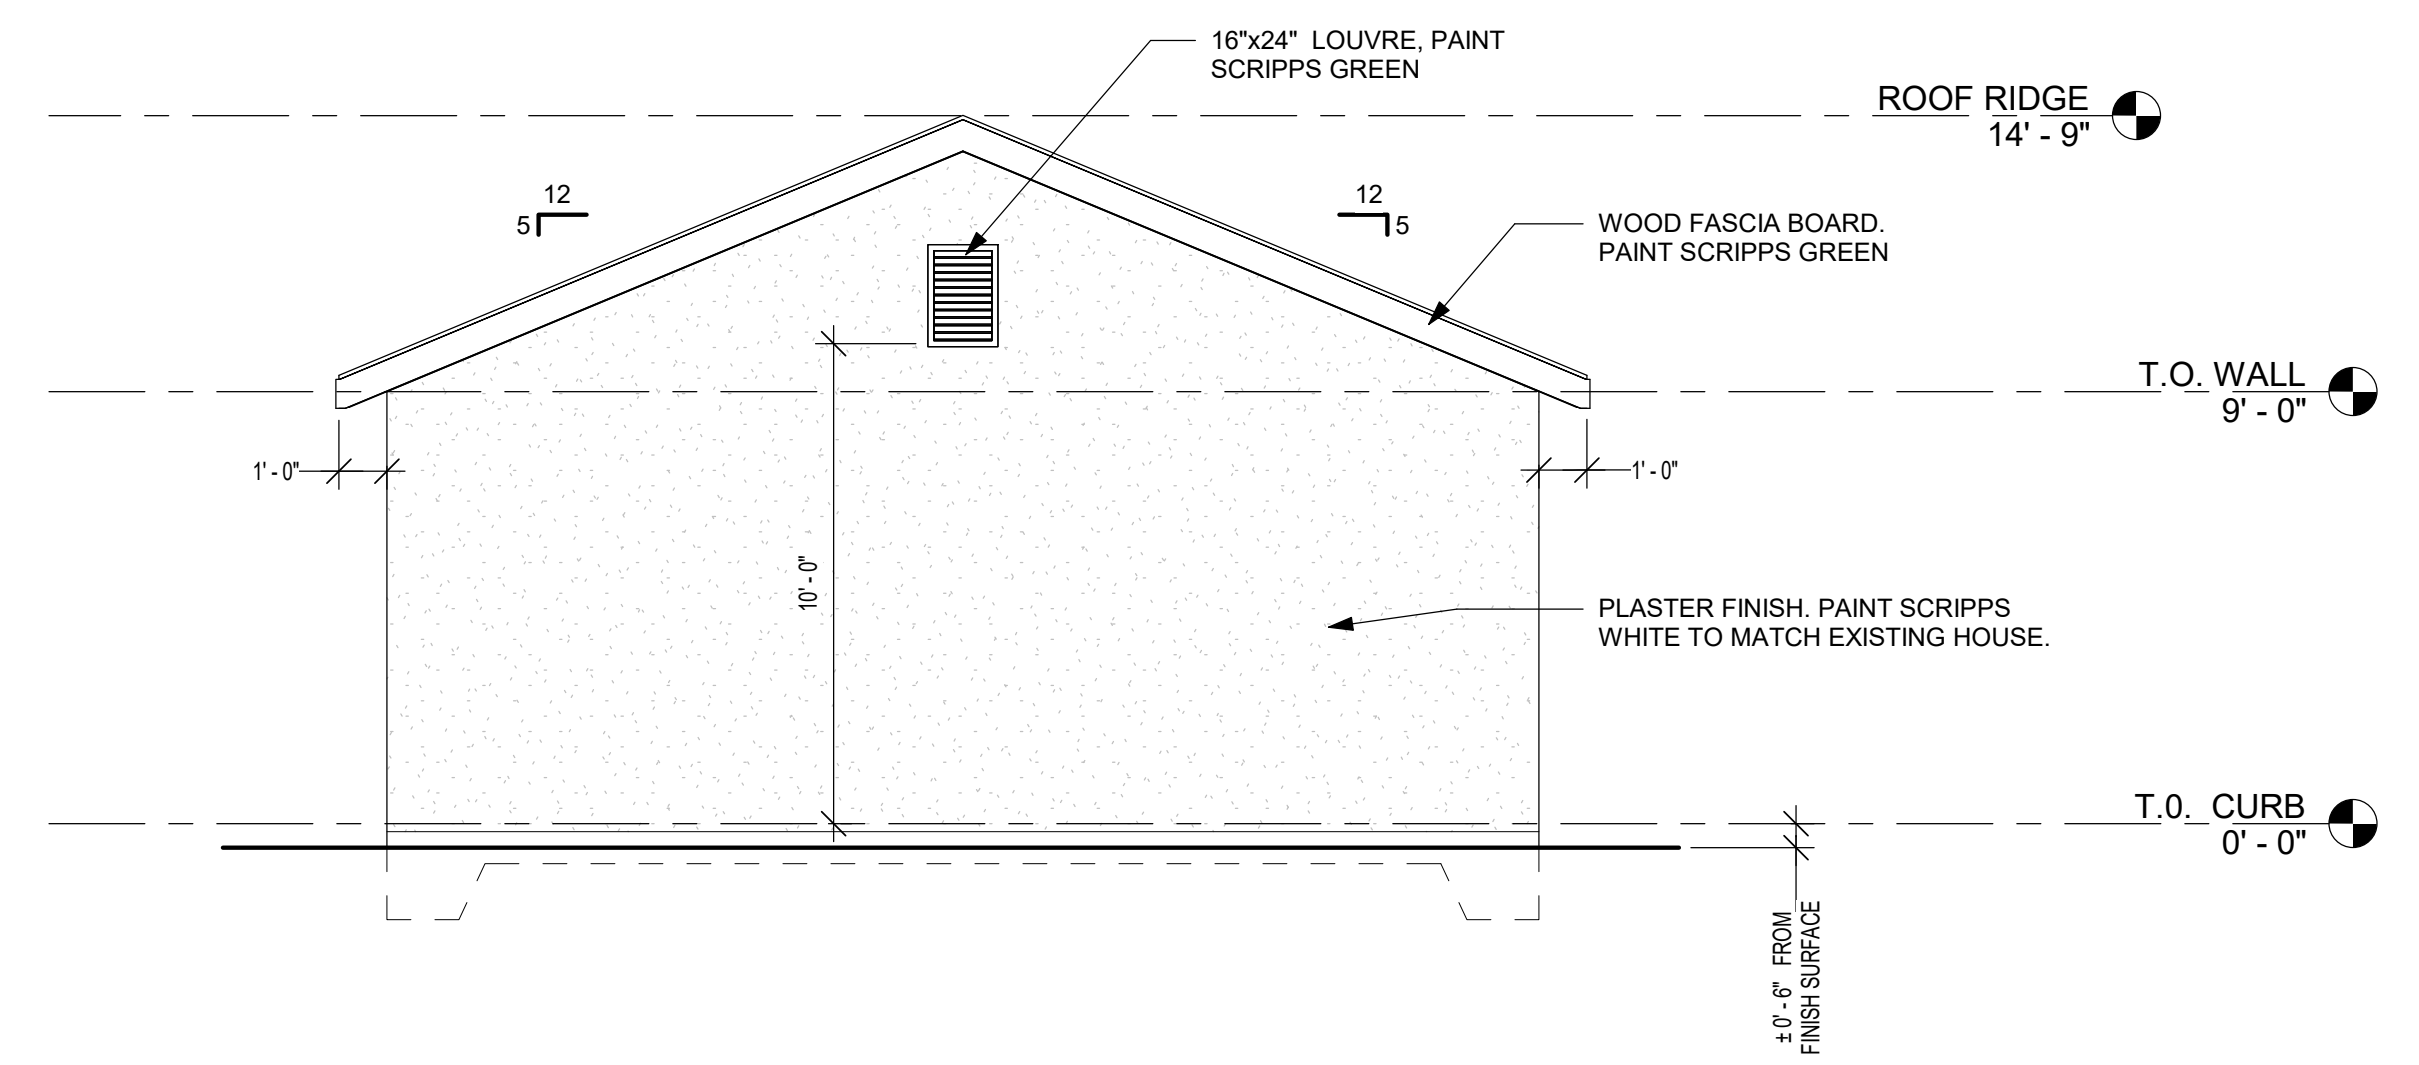 16"x24" LOUVRE, PAINT
SCRIPPS GREEN
ROOF RIDGE
14' - 9"
12
5
12
5
WOOD FASCIA BOARD.
PAINT SCRIPPS GREEN
T.O. WALL
9' - 0"
1' - 0"
1' - 0"
10' - 0"
PLASTER FINISH. PAINT SCRIPPS
WHITE TO MATCH EXISTING HOUSE.
T.0. CURB
0' - 0"
± 0' - 6" FROM
FINISH SURFACE